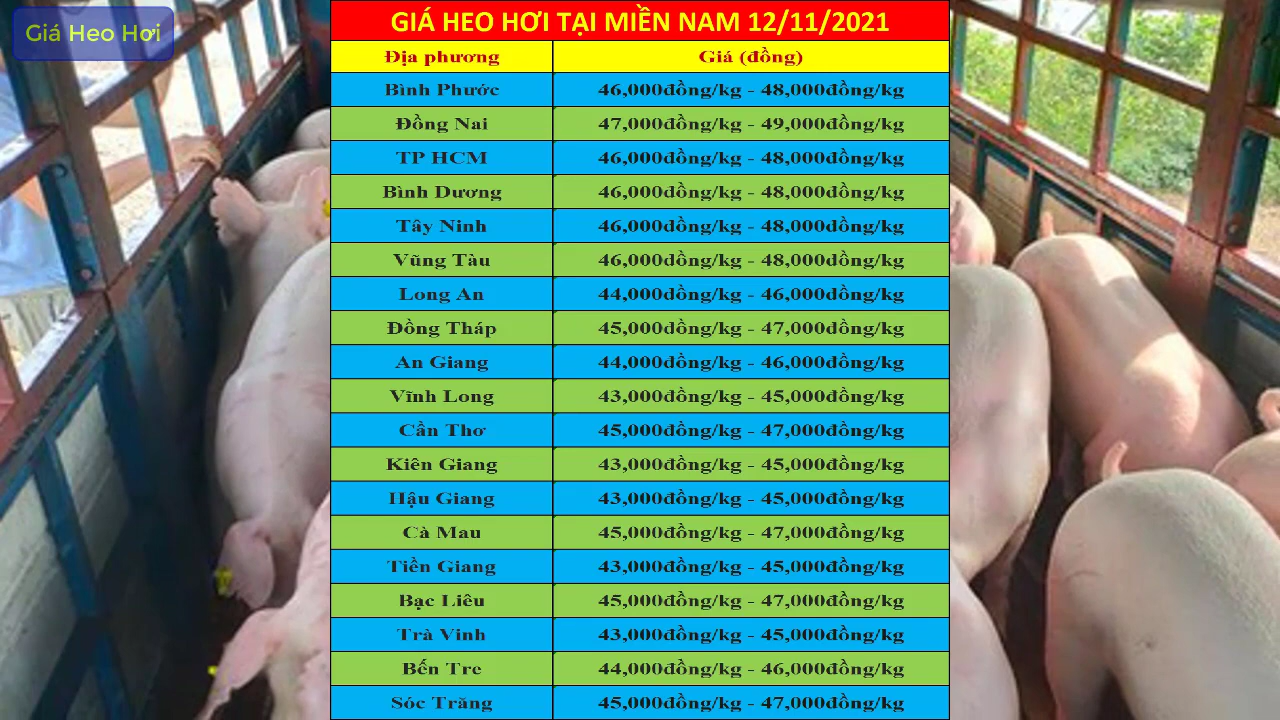 Giá Heo Hơi
GIÁ HEO HƠI TẠI MIỀN NAM 12/11/2021
Địa phương Giá (đồng)
Bình Phước 46,000đồng/kg - 48,000đồng/kg
Đồng Nai 47,000đồng/kg - 49,000đồng/kg
TP HCM 46,000đồng/kg - 48,000đồng/kg
Bình Dương 46,000đồng/kg - 48,000đồng/kg
Tây Ninh 46,000đồng/kg - 48,000đồng/kg
Vũng Tàu 46,000đồng/kg - 48,000đồng/kg
Long An 44,000đồng/kg - 46,000đồng/kg
Đồng Tháp 45,000đồng/kg - 47,000đồng/kg
An Giang 44,000đồng/kg - 46,000đồng/kg
Vĩnh Long 43,000đồng/kg - 45,000đồng/kg
Cần Thơ 45,000đồng/kg - 47,000đồng/kg
Kiên Giang 43,000đồng/kg - 45,000đồng/kg
Hậu Giang 43,000đồng/kg - 45,000đồng/kg
Cà Mau 45,000đồng/kg - 47,000đồng/kg
Tiền Giang 43,000đồng/kg - 45,000đồng/kg
Bạc Liêu 45,000đồng/kg - 47,000đồng/kg
Trà Vinh 43,000đồng/kg - 45,000đồng/kg
Bến Tre 44,000đồng/kg - 46,000đồng/kg
Sóc Trăng 45,000đồng/kg - 47,000đồng/kg